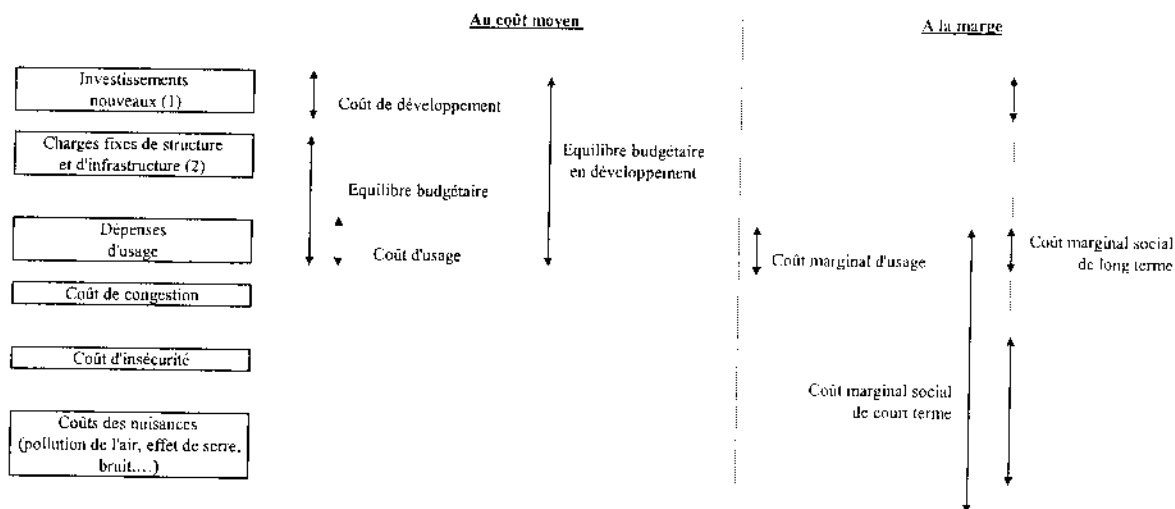 Au coût moyen
A la marge
Investissements
nouveaux (1)
Coût de développement
Charges fixes de structure
et d'infrastructure (2)
Equilibre budgétaire
en développement
Equilibre budgétaire
Dépenses
d'usage
Coût d'usage
Coût marginal d'usage
Coût marginal social
de long terme
Coût de congestion
Coût d'insécurité
Coût marginal social
de court terme
Coûts des nuisances
(pollution de l'air, effet de serre,
bruit....)